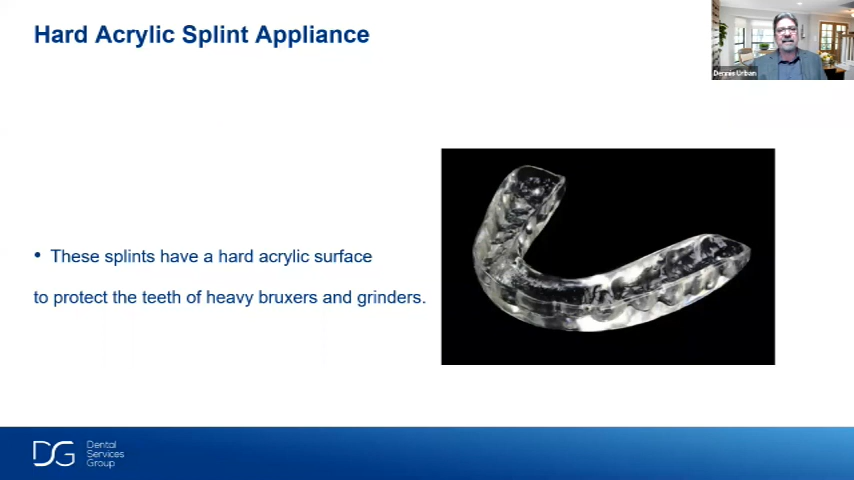 Hard Acrylic Splint Appliance
Dennis Urban
• These splints have a hard acrylic surface
to protect the teeth of heavy bruxers and grinders.
DG
Dental
Services
Group